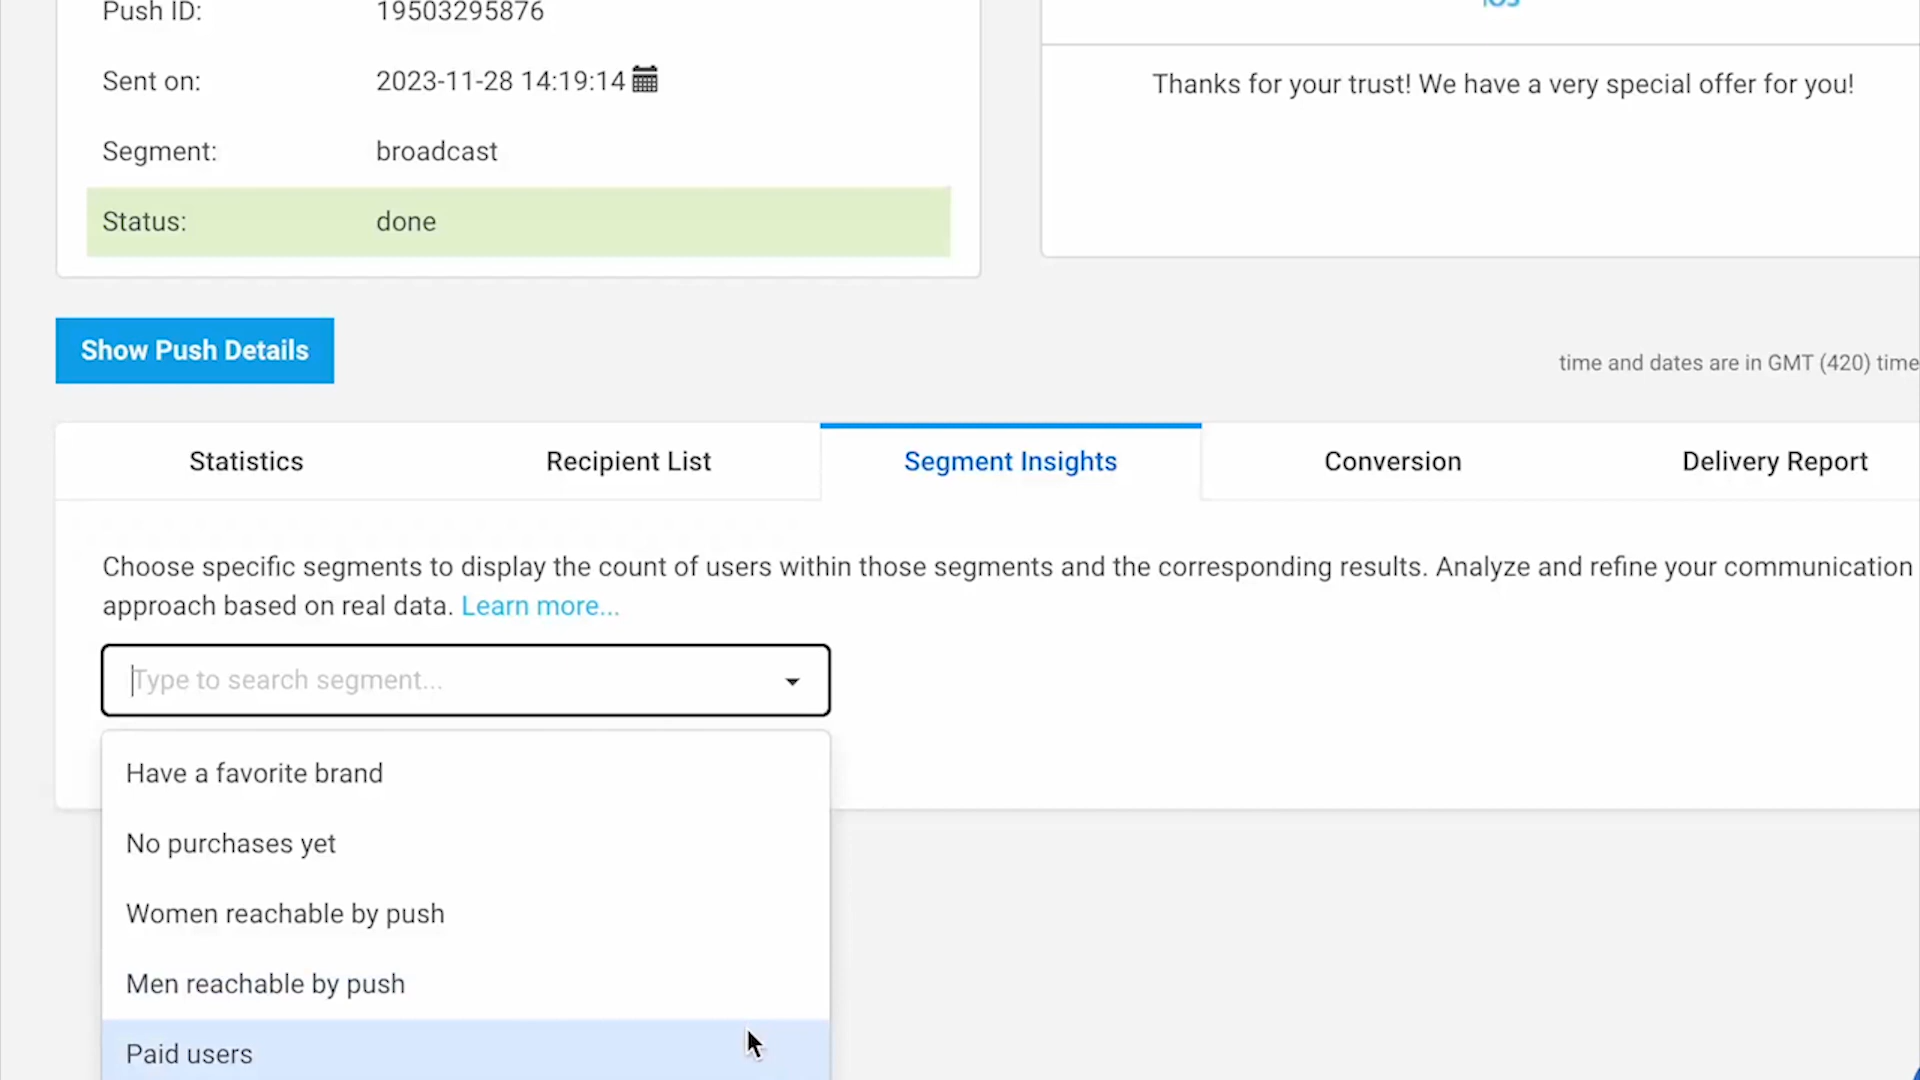 Push ID: 19503295876
Sent on: 2023-11-28 14:19:14
Segment: broadcast
Status: done
Thanks for your trust! We have a very special offer for you!
Show Push Details
time and dates are in GMT (420) time
Statistics
Recipient List
Segment Insights
Conversion
Delivery Report
Choose specific segments to display the count of users within those segments and the corresponding results. Analyze and refine your communication
approach based on real data. Learn more...
Type to search segment...
Have a favorite brand
No purchases yet
Women reachable by push
Men reachable by push
Paid users